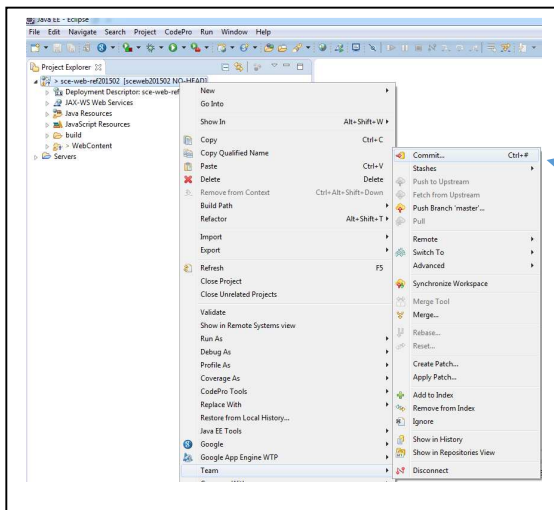 Java EE - Eclipse
File Edit Navigate Search Project CodePro Run Window Help
Project Explorer
> sce-web-ref201502 [sceweb201502 NO-HEAD]
Deployment Descriptor: sce-web-ref
JAX-WS Web Services
Java Resources
JavaScript Resources
build
> WebContent
Servers
New
Go Into
Show In Alt+Shift+W
Copy Ctrl+C
Copy Qualified Name
Paste Ctrl+V
Delete Delete
Remove from Context Ctrl+Alt+Shift+Down
Build Path
Refactor Alt+Shift+T
Import
Export
Refresh F5
Close Project
Close Unrelated Projects
Validate
Show in Remote Systems view
Run As
Debug As
Profile As
Coverage As
CodePro Tools
Replace With
Restore from Local History...
Java EE Tools
Google
Google App Engine WTP
Team
Commit... Ctrl+#
Stashes
Push to Upstream
Fetch from Upstream
Push Branch 'master'...
Pull
Remote
Switch To
Advanced
Synchronize Workspace
Merge Tool
Merge...
Rebase...
Reset...
Create Patch...
Apply Patch...
Add to Index
Remove from Index
Ignore
Show in History
Show in Repositories View
Disconnect